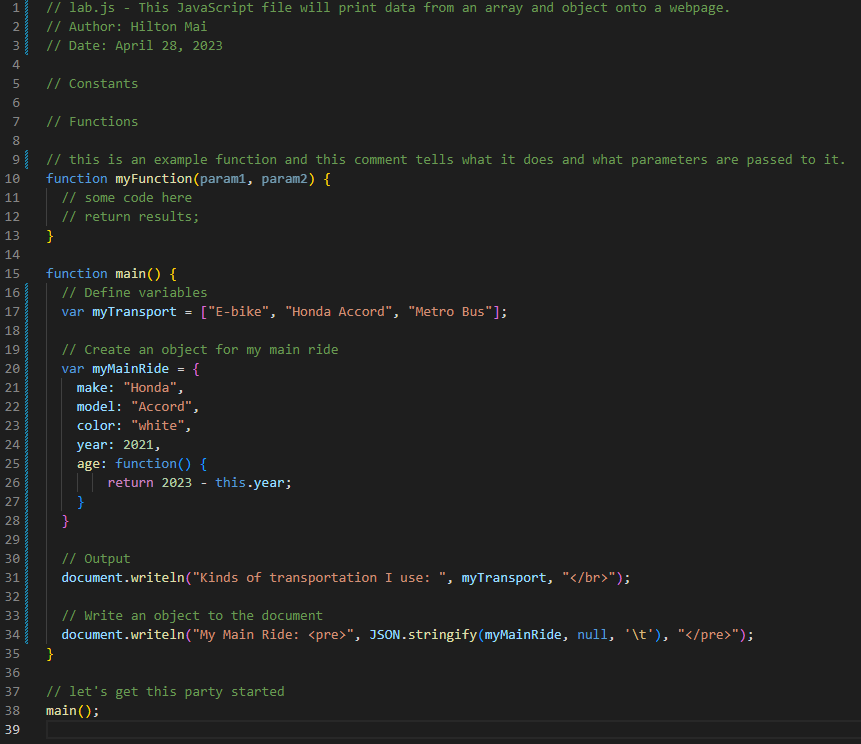 1 // lab.js - This JavaScript file will print data from an array and object onto a webpage.
2 // Author: Hilton Mai
3 // Date: April 28, 2023
4
5 // Constants
6
7 // Functions
8
9 // this is an example function and this comment tells what it does and what parameters are passed to it.
10 function myFunction(param1, param2) {
11   // some code here
12   // return results;
13 }
14
15 function main() {
16   // Define variables
17   var myTransport = ["E-bike", "Honda Accord", "Metro Bus"];
18
19   // Create an object for my main ride
20   var myMainRide = {
21     make: "Honda",
22     model: "Accord",
23     color: "white",
24     year: 2021,
25     age: function() {
26         return 2023 - this.year;
27     }
28   }
29
30   // Output
31   document.writeln("Kinds of transportation I use: ", myTransport, "</br>");
32
33   // Write an object to the document
34   document.writeln("My Main Ride: <pre>", JSON.stringify(myMainRide, null, '\t'), "</pre>");
35 }
36
37 // let's get this party started
38 main();
39